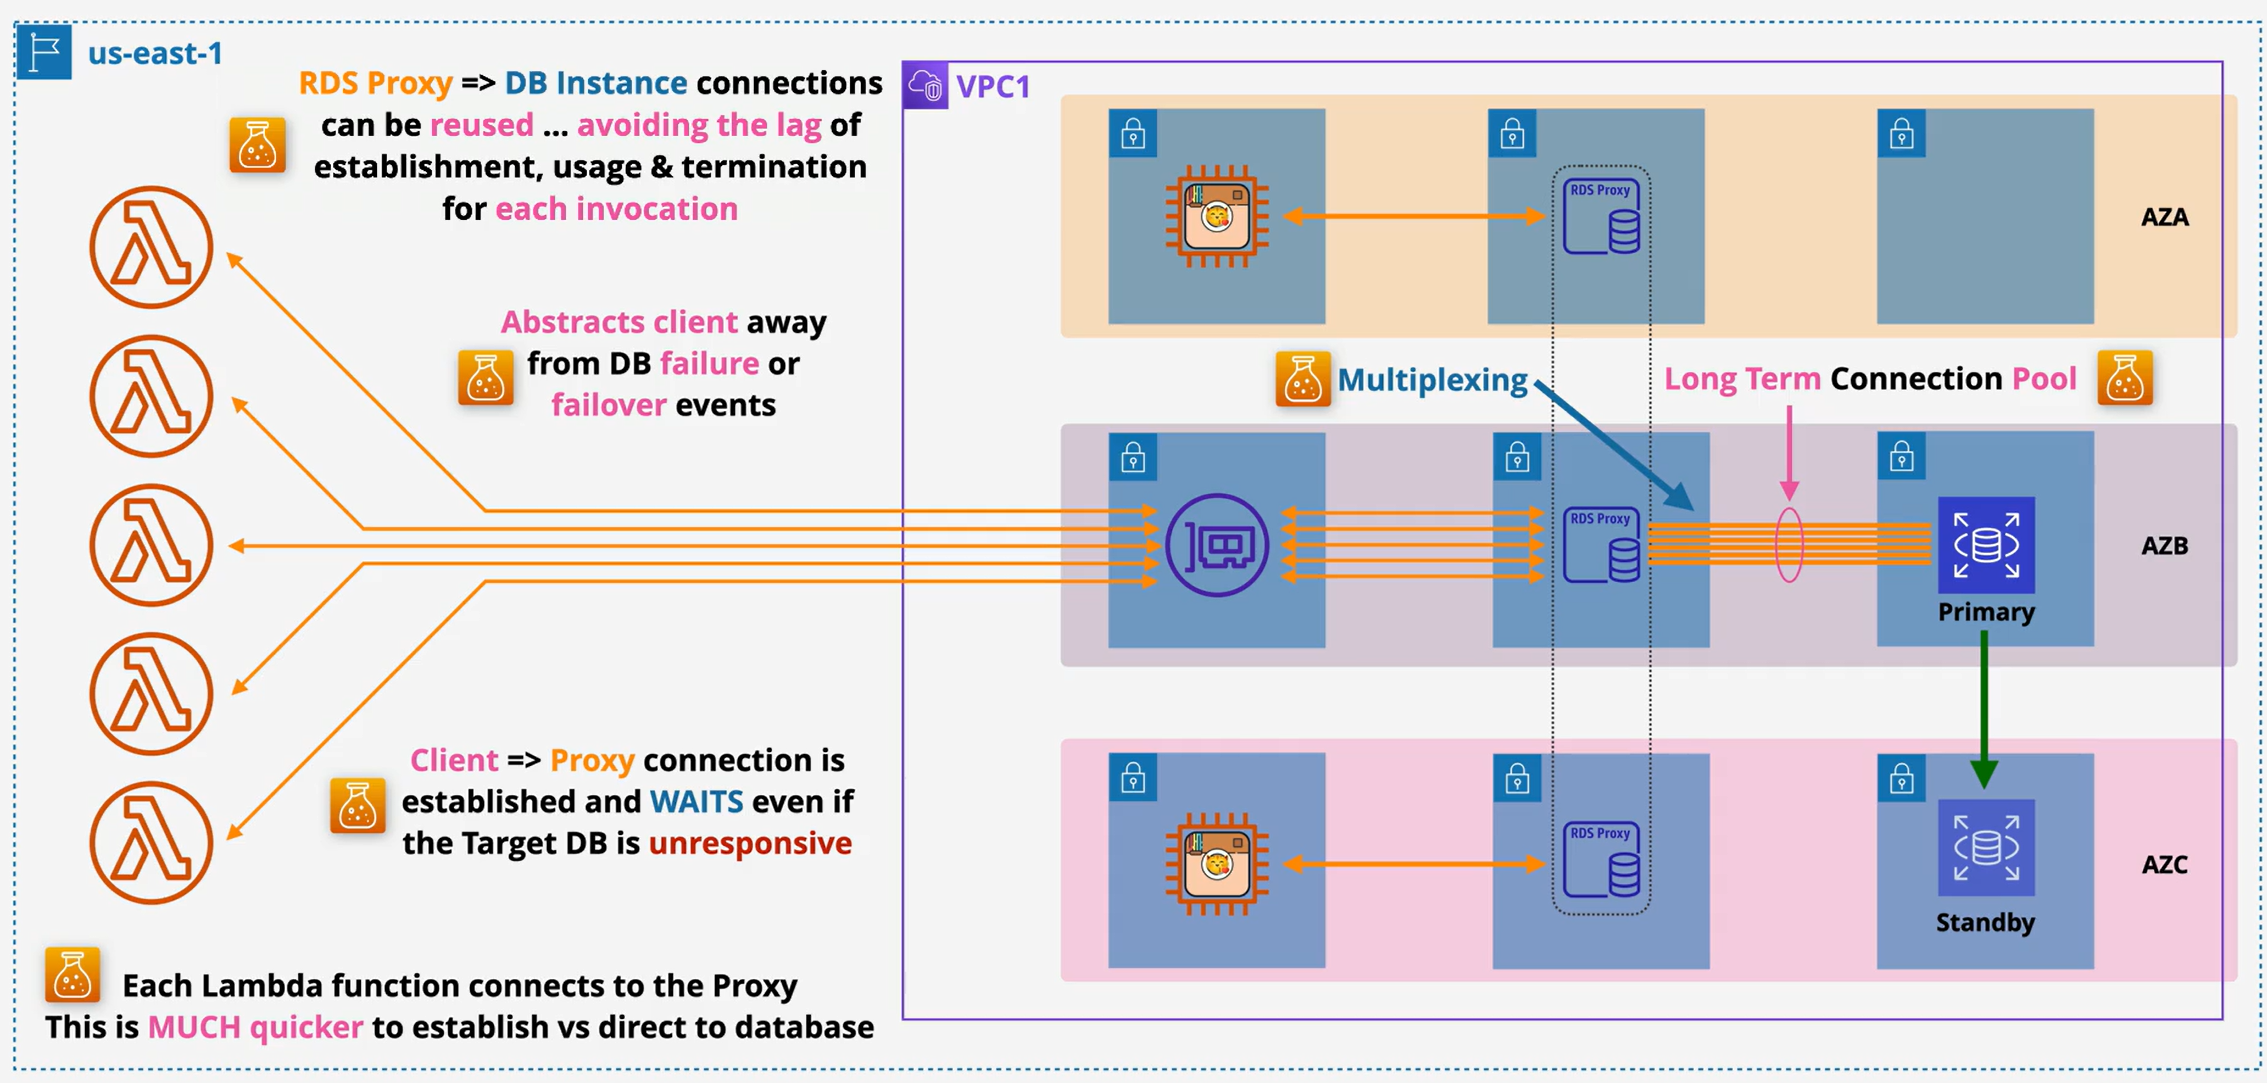 us-east-1
RDS Proxy => DB Instance connections
can be reused ... avoiding the lag of
establishment, usage & termination
for each invocation
VPC1
RDS Proxy
AZA
Abstracts client away
from DB failure or
failover events
Multiplexing
Long Term Connection Pool
RDS Proxy
Primary
AZB
Client => Proxy connection is
established and WAITS even if
the Target DB is unresponsive
RDS Proxy
Standby
AZC
Each Lambda function connects to the Proxy
This is MUCH quicker to establish vs direct to database